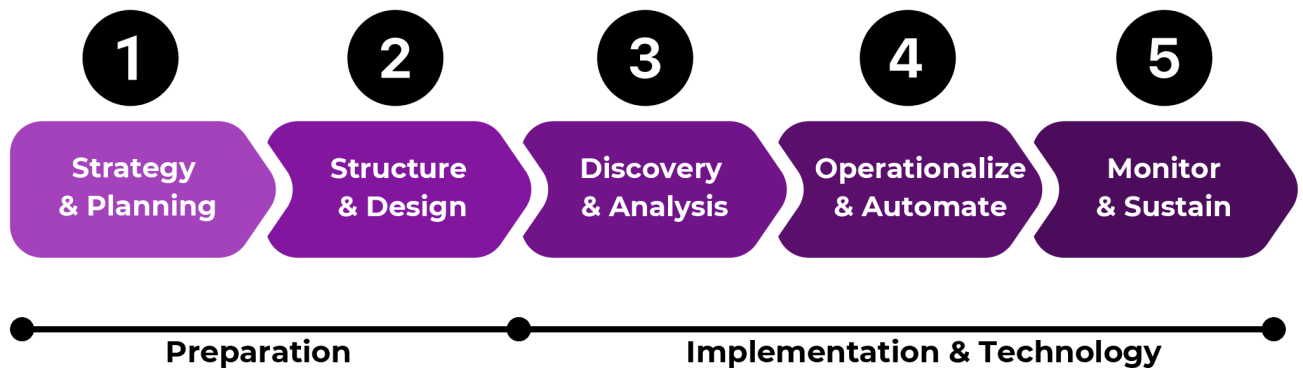 1
2
3
4
5
Strategy
& Planning
Structure
& Design
Discovery
& Analysis
Operationalize
& Automate
Monitor
& Sustain
Preparation
Implementation & Technology